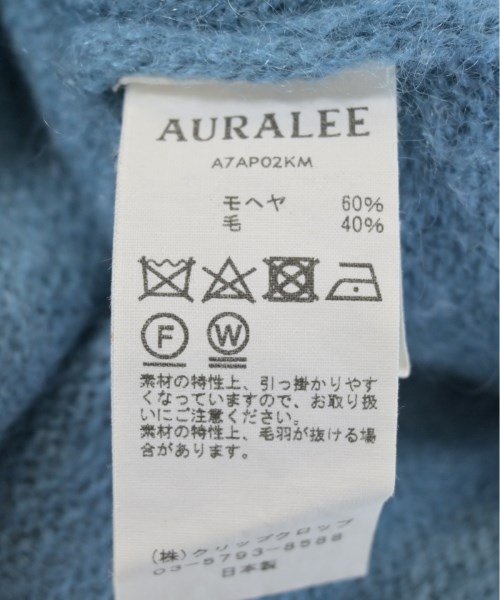 AURALEE
A7AP02KM
モヘヤ 60%
毛 40%
F W
素材の特性上、引っ掛かりやす
くなっていますので、お取り扱
いにご注意ください。
素材の特性上、毛羽が抜ける場
合があります。
(株)クリップクロップ
03-5793-8588
日本製